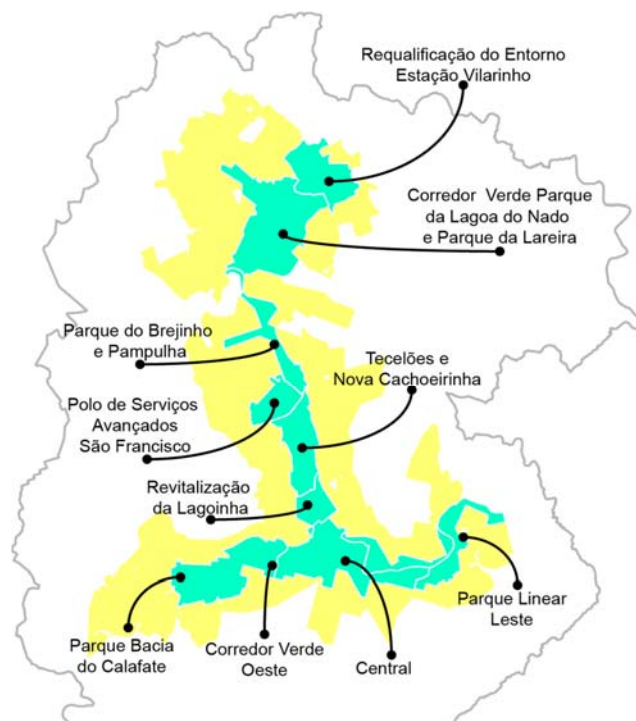 Requalificação do Entorno
Estação Vilarinho
Corredor Verde Parque
da Lagoa do Nado
e Parque da Lareira
Parque do Brejinho
e Pampulha
Tecelões e
Nova Cachoeirinha
Polo de Serviços
Avançados
São Francisco
Revitalização
da Lagoinha
Parque Linear
Leste
Parque Bacia
do Calafate
Corredor Verde
Oeste
Central